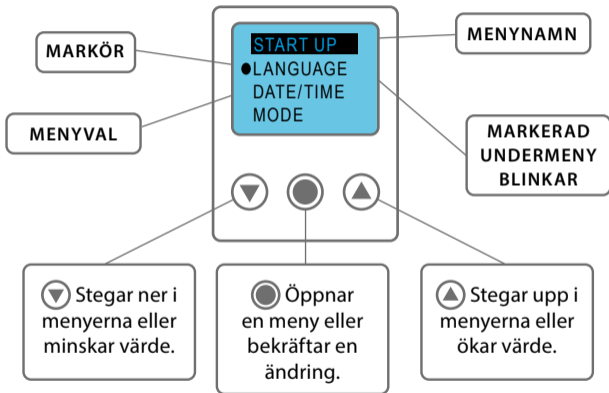 MARKÖR
MENYNAMN
START UP
LANGUAGE
DATE/TIME
MODE
MENYVAL
MARKERAD
UNDERMENY
BLINKAR
Stegar ner i
menyerna eller
minskar värde.
Öppnar
en meny eller
bekräftar en
ändring.
Stegar upp i
menyerna eller
ökar värde.